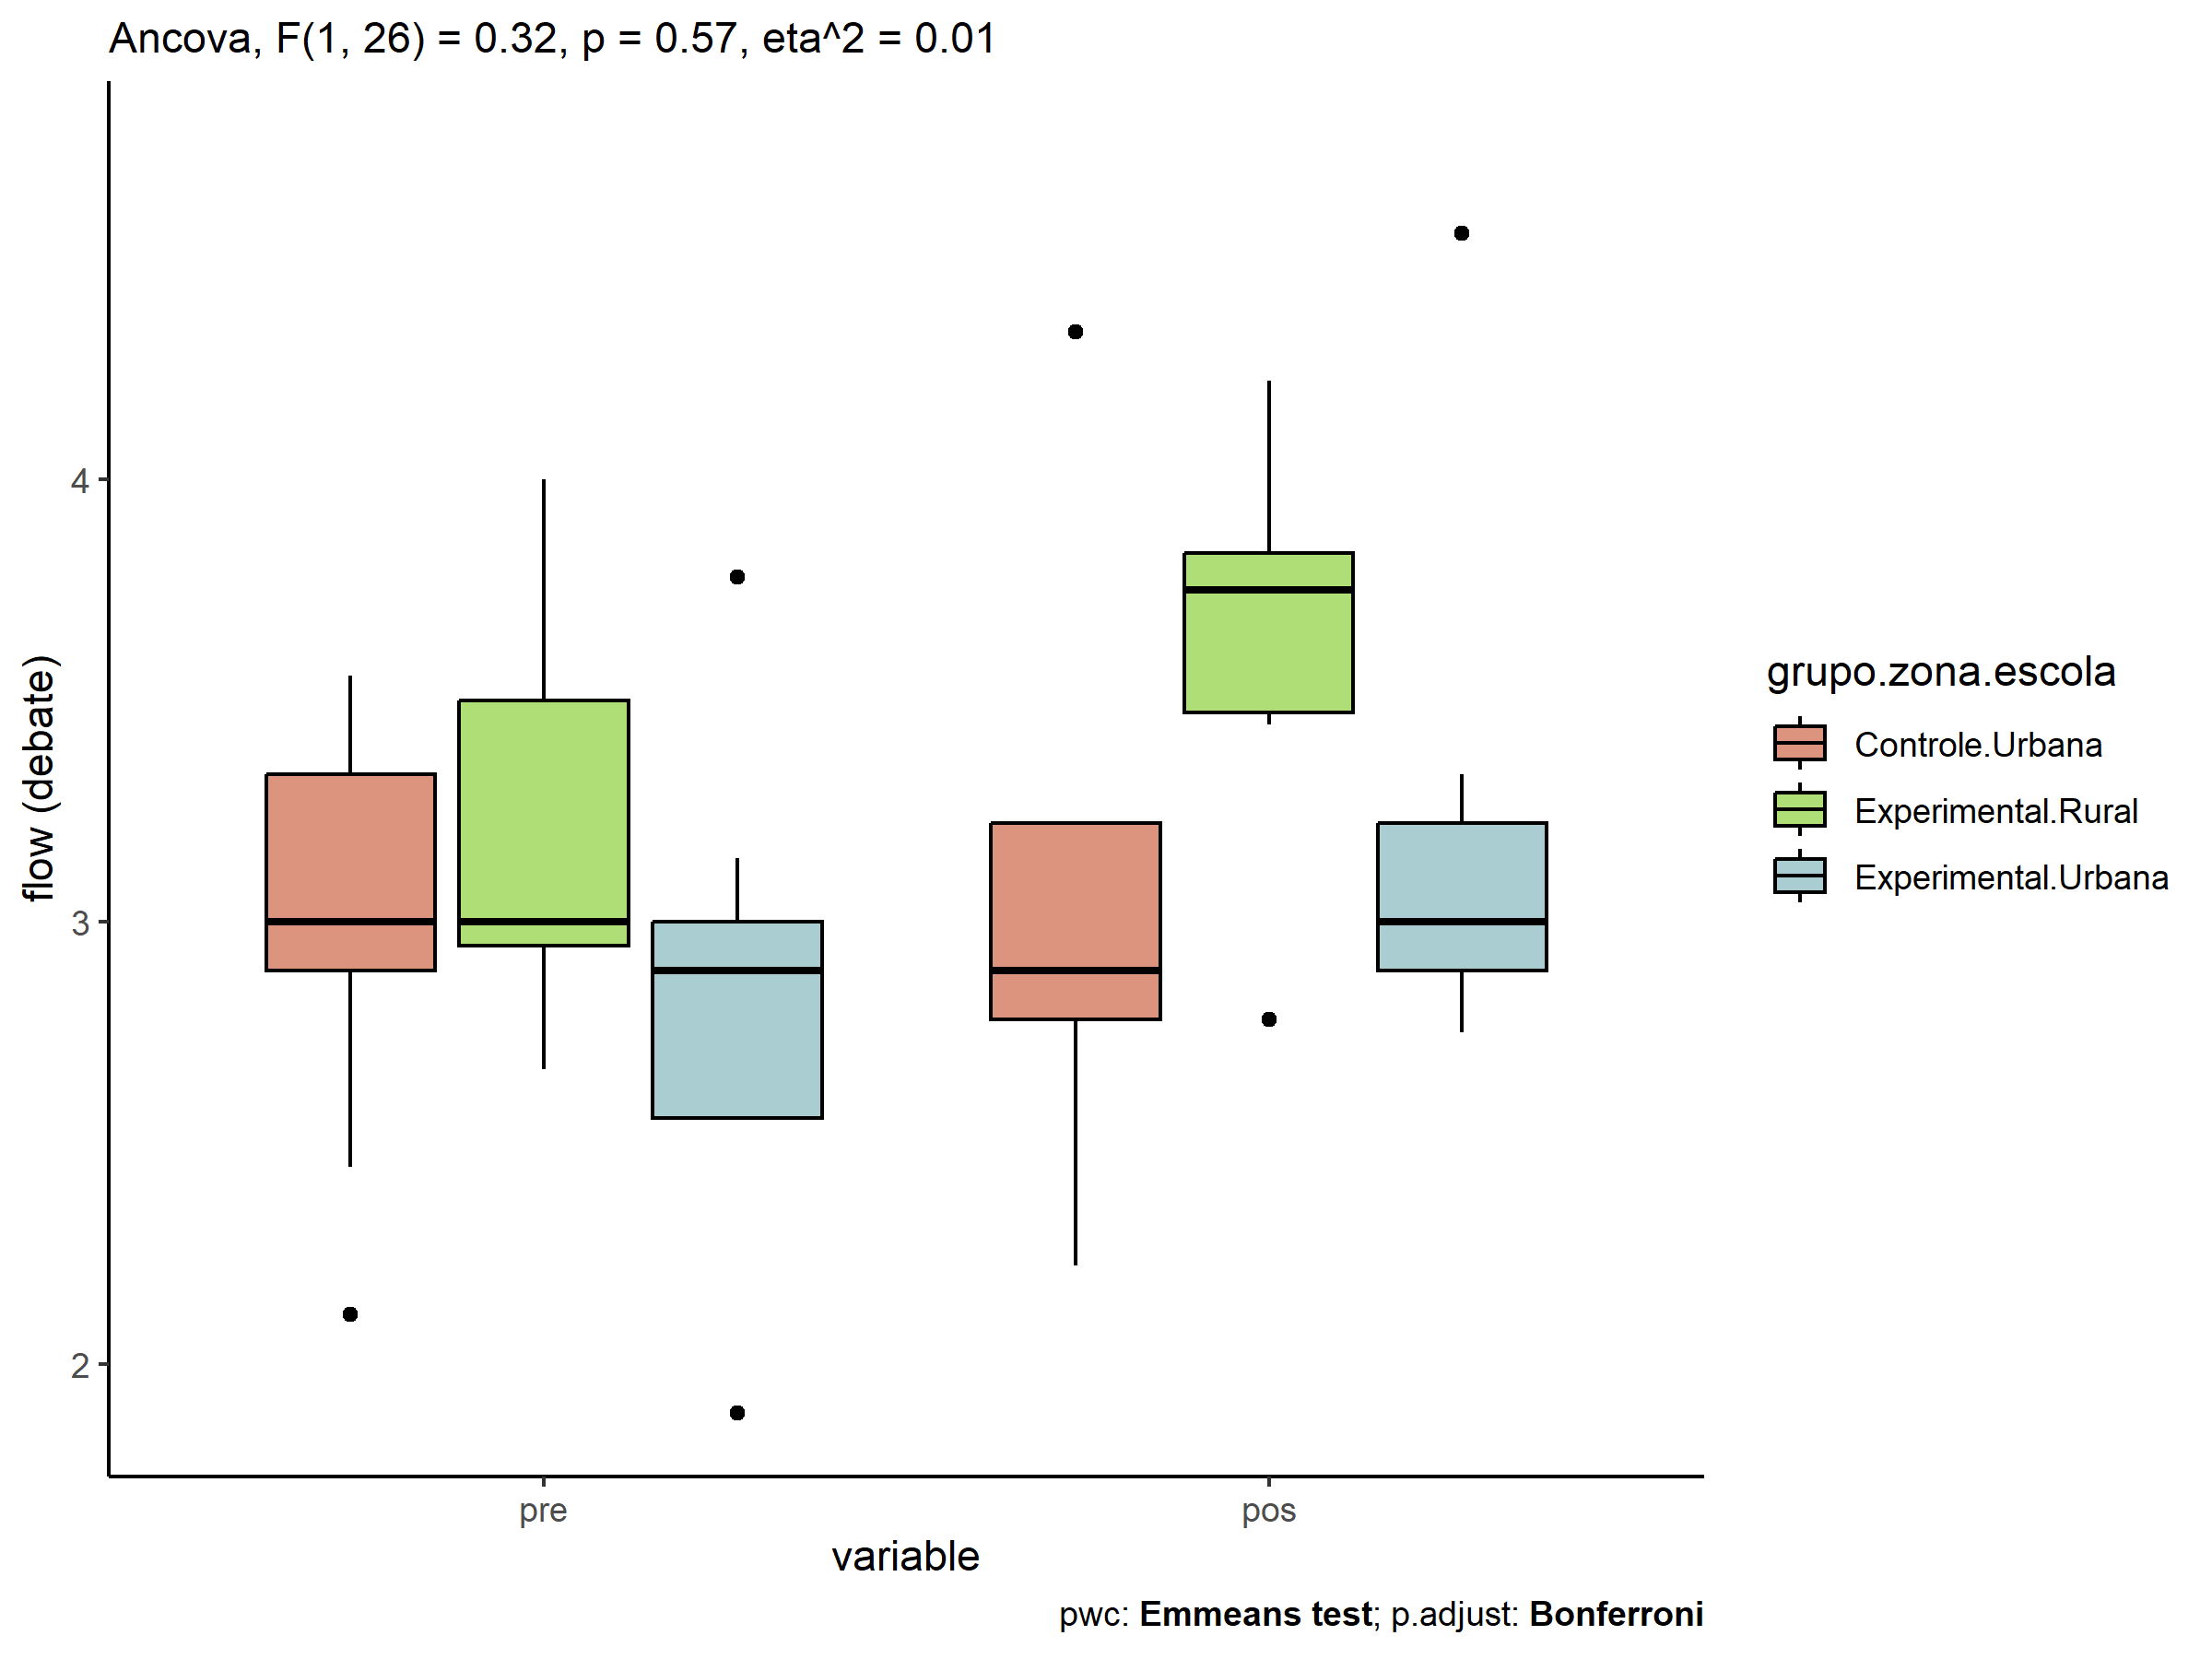 Ancova, F(1, 26) = 0.32, p = 0.57, eta^2 = 0.01
flow (debate)
4
3
2
pre
pos
variable
grupo.zona.escola
Controle.Urbana
Experimental.Rural
Experimental.Urbana
pwc: Emmeans test; p.adjust: Bonferroni